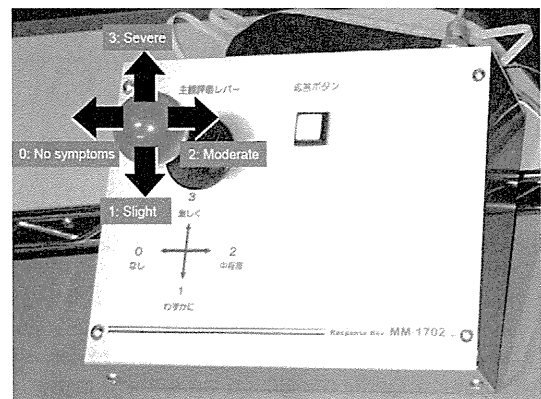 3: Severe
主観評価レバー
応答ボタン
0: No symptoms
2: Moderate
1: Slight
3
激しく
0
なし
2
中程度
1
わずかに
Response Box MM-1702